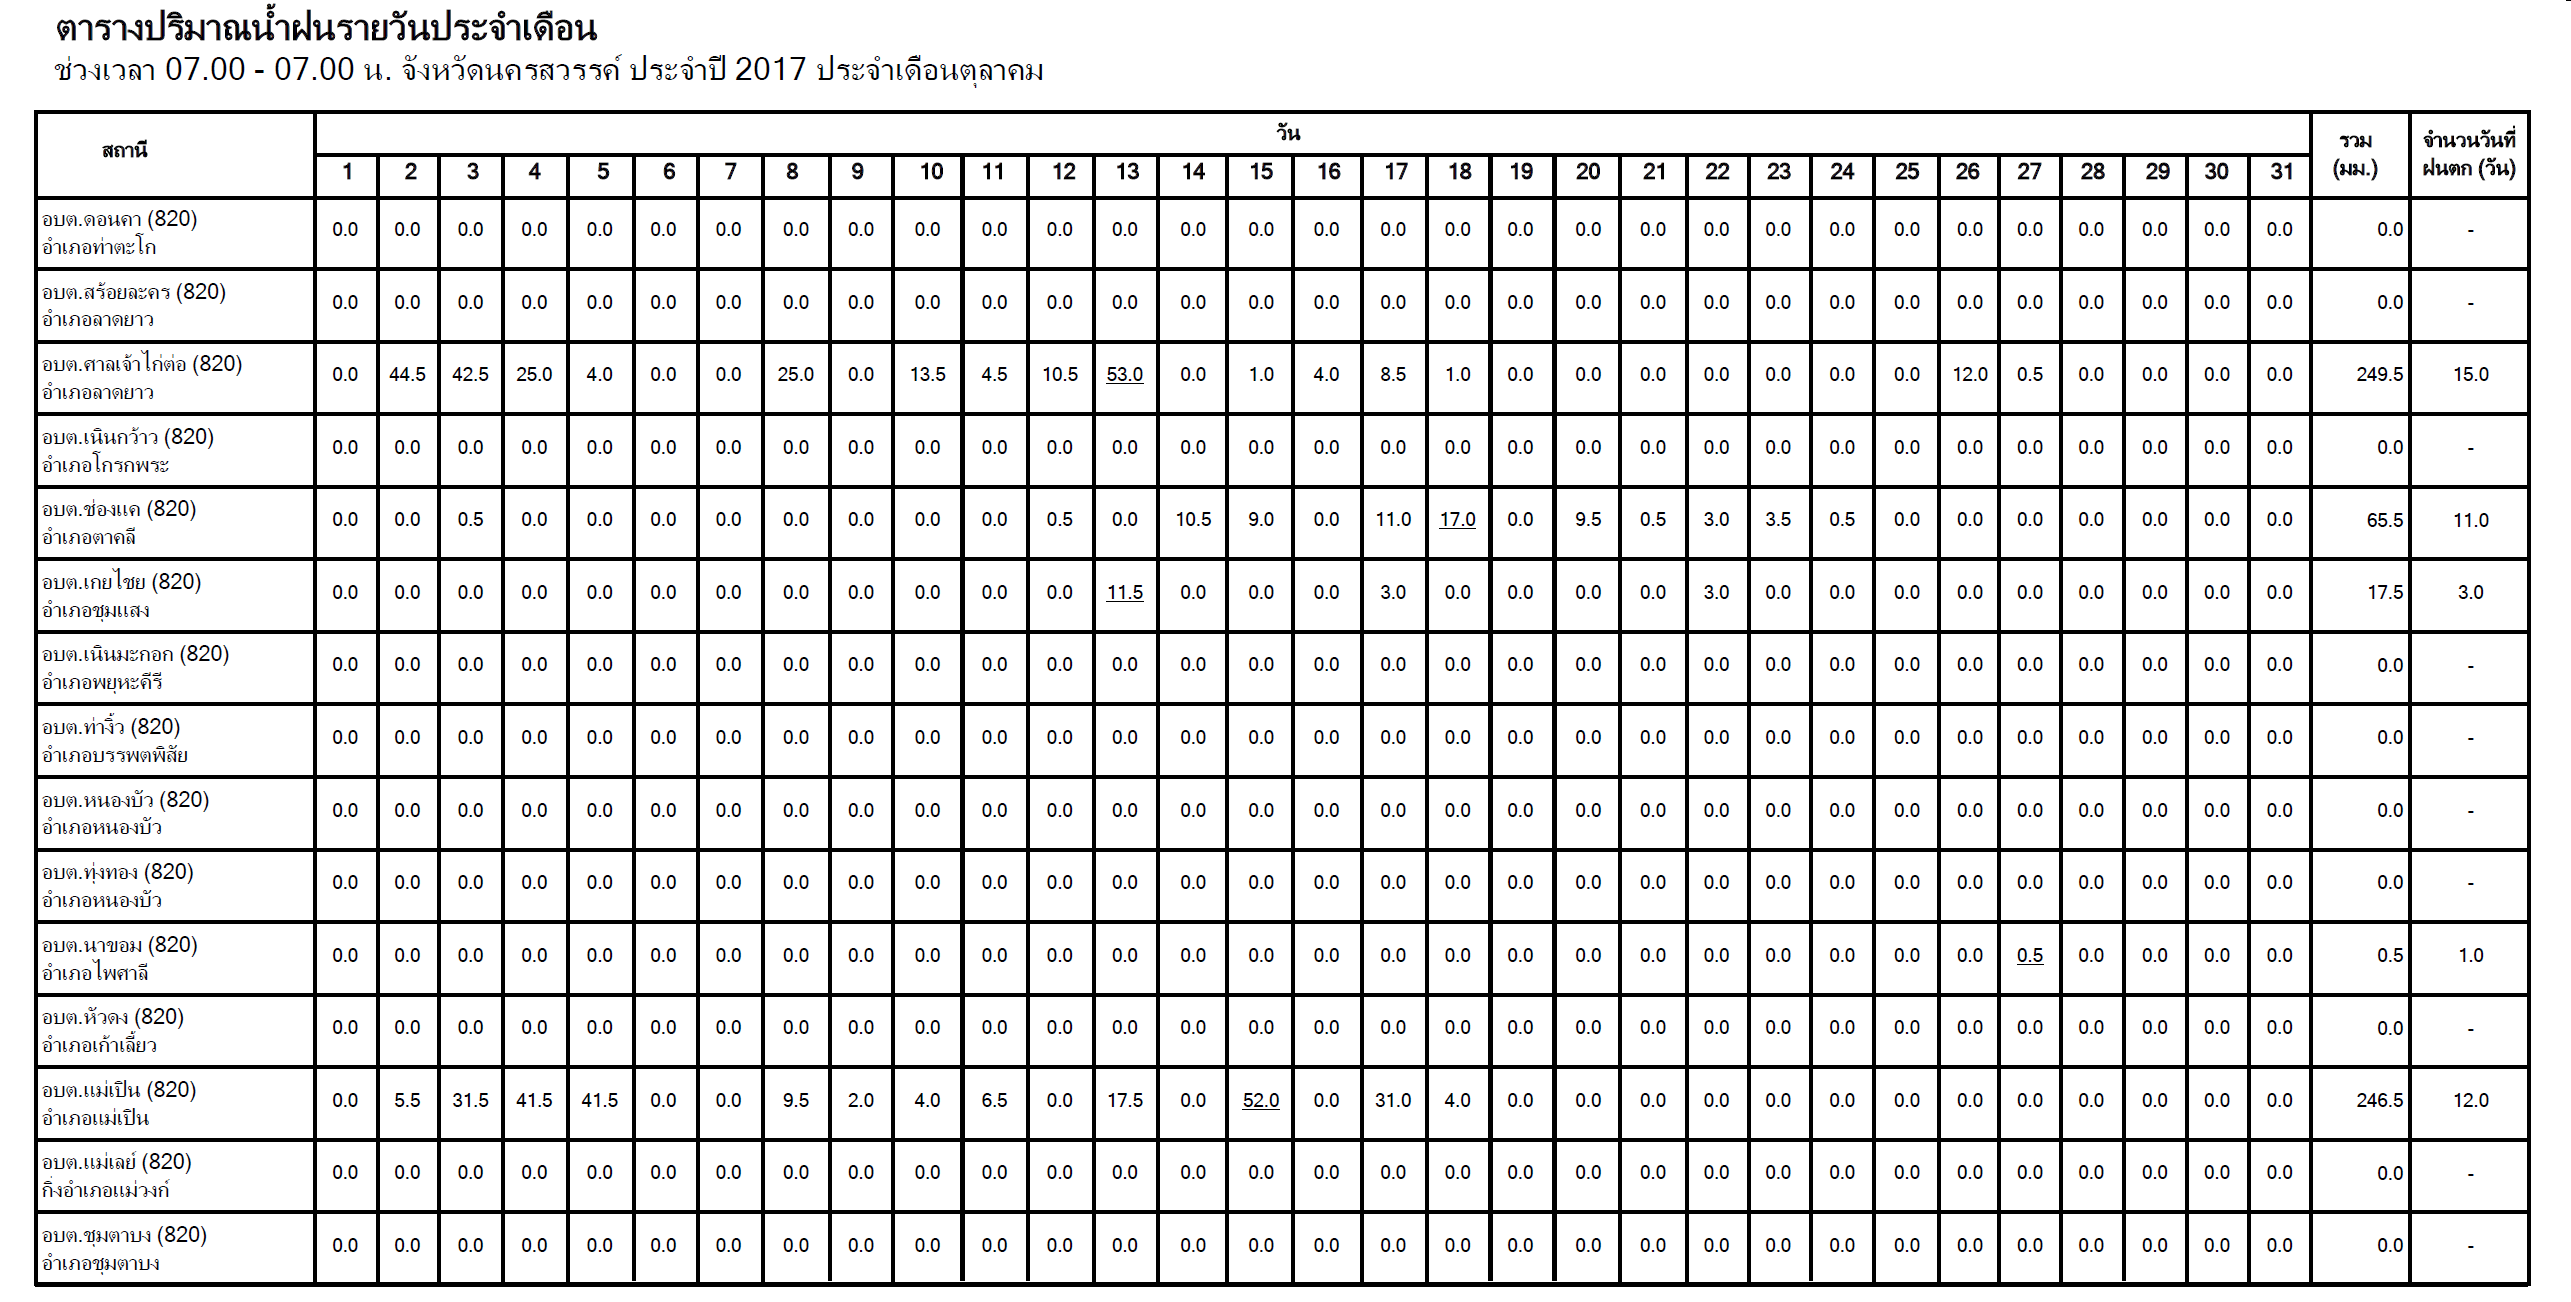 ตารางปริมาณน้ำฝนรายวันประจำเดือน
ช่วงเวลา 07.00 - 07.00 น. จังหวัดนครสวรรค์ ประจำปี 2017 ประจำเดือนตุลาคม
สถานี วัน รวม (มม.) จำนวนวันที่ฝนตก (วัน)
1 2 3 4 5 6 7 8 9 10 11 12 13 14 15 16 17 18 19 20 21 22 23 24 25 26 27 28 29 30 31
อบต.ดอนคา (820)
อำเภอท่าตะโก
0.0 0.0 0.0 0.0 0.0 0.0 0.0 0.0 0.0 0.0 0.0 0.0 0.0 0.0 0.0 0.0 0.0 0.0 0.0 0.0 0.0 0.0 0.0 0.0 0.0 0.0 0.0 0.0 0.0 0.0 0.0 0.0 -
อบต.สร้อยละคร (820)
อำเภอลาดยาว
0.0 0.0 0.0 0.0 0.0 0.0 0.0 0.0 0.0 0.0 0.0 0.0 0.0 0.0 0.0 0.0 0.0 0.0 0.0 0.0 0.0 0.0 0.0 0.0 0.0 0.0 0.0 0.0 0.0 0.0 0.0 0.0 -
อบต.ศาลเจ้าไก่ต่อ (820)
อำเภอลาดยาว
0.0 44.5 42.5 25.0 4.0 0.0 0.0 25.0 0.0 13.5 4.5 10.5 53.0 0.0 1.0 4.0 8.5 1.0 0.0 0.0 0.0 0.0 0.0 0.0 0.0 12.0 0.5 0.0 0.0 0.0 0.0 249.5 15.0
อบต.เนินกว้าว (820)
อำเภอโกรกพระ
0.0 0.0 0.0 0.0 0.0 0.0 0.0 0.0 0.0 0.0 0.0 0.0 0.0 0.0 0.0 0.0 0.0 0.0 0.0 0.0 0.0 0.0 0.0 0.0 0.0 0.0 0.0 0.0 0.0 0.0 0.0 0.0 -
อบต.ช่องแค (820)
อำเภอตาคลี
0.0 0.0 0.5 0.0 0.0 0.0 0.0 0.0 0.0 0.0 0.0 0.5 0.0 10.5 9.0 0.0 11.0 17.0 0.0 9.5 0.5 3.0 3.5 0.5 0.0 0.0 0.0 0.0 0.0 0.0 0.0 65.5 11.0
อบต.เกยไชย (820)
อำเภอชุมแสง
0.0 0.0 0.0 0.0 0.0 0.0 0.0 0.0 0.0 0.0 0.0 0.0 11.5 0.0 0.0 0.0 3.0 0.0 0.0 0.0 0.0 3.0 0.0 0.0 0.0 0.0 0.0 0.0 0.0 0.0 0.0 17.5 3.0
อบต.เนินมะกอก (820)
อำเภอพยุหะคีรี
0.0 0.0 0.0 0.0 0.0 0.0 0.0 0.0 0.0 0.0 0.0 0.0 0.0 0.0 0.0 0.0 0.0 0.0 0.0 0.0 0.0 0.0 0.0 0.0 0.0 0.0 0.0 0.0 0.0 0.0 0.0 0.0 -
อบต.ท่างิ้ว (820)
อำเภอบรรพตพิสัย
0.0 0.0 0.0 0.0 0.0 0.0 0.0 0.0 0.0 0.0 0.0 0.0 0.0 0.0 0.0 0.0 0.0 0.0 0.0 0.0 0.0 0.0 0.0 0.0 0.0 0.0 0.0 0.0 0.0 0.0 0.0 0.0 -
อบต.หนองบัว (820)
อำเภอหนองบัว
0.0 0.0 0.0 0.0 0.0 0.0 0.0 0.0 0.0 0.0 0.0 0.0 0.0 0.0 0.0 0.0 0.0 0.0 0.0 0.0 0.0 0.0 0.0 0.0 0.0 0.0 0.0 0.0 0.0 0.0 0.0 0.0 -
อบต.ทุ่งทอง (820)
อำเภอหนองบัว
0.0 0.0 0.0 0.0 0.0 0.0 0.0 0.0 0.0 0.0 0.0 0.0 0.0 0.0 0.0 0.0 0.0 0.0 0.0 0.0 0.0 0.0 0.0 0.0 0.0 0.0 0.0 0.0 0.0 0.0 0.0 0.0 -
อบต.นาขอม (820)
อำเภอไพศาลี
0.0 0.0 0.0 0.0 0.0 0.0 0.0 0.0 0.0 0.0 0.0 0.0 0.0 0.0 0.0 0.0 0.0 0.0 0.0 0.0 0.0 0.0 0.0 0.0 0.0 0.0 0.5 0.0 0.0 0.0 0.0 0.5 1.0
อบต.หัวดง (820)
อำเภอเก้าเลี้ยว
0.0 0.0 0.0 0.0 0.0 0.0 0.0 0.0 0.0 0.0 0.0 0.0 0.0 0.0 0.0 0.0 0.0 0.0 0.0 0.0 0.0 0.0 0.0 0.0 0.0 0.0 0.0 0.0 0.0 0.0 0.0 0.0 -
อบต.แม่เปิน (820)
อำเภอแม่เปิน
0.0 5.5 31.5 41.5 41.5 0.0 0.0 9.5 2.0 4.0 6.5 0.0 17.5 0.0 52.0 0.0 31.0 4.0 0.0 0.0 0.0 0.0 0.0 0.0 0.0 0.0 0.0 0.0 0.0 0.0 0.0 246.5 12.0
อบต.แม่เลย์ (820)
กิ่งอำเภอแม่วงก์
0.0 0.0 0.0 0.0 0.0 0.0 0.0 0.0 0.0 0.0 0.0 0.0 0.0 0.0 0.0 0.0 0.0 0.0 0.0 0.0 0.0 0.0 0.0 0.0 0.0 0.0 0.0 0.0 0.0 0.0 0.0 0.0 -
อบต.ชุมตาบง (820)
อำเภอชุมตาบง
0.0 0.0 0.0 0.0 0.0 0.0 0.0 0.0 0.0 0.0 0.0 0.0 0.0 0.0 0.0 0.0 0.0 0.0 0.0 0.0 0.0 0.0 0.0 0.0 0.0 0.0 0.0 0.0 0.0 0.0 0.0 0.0 -